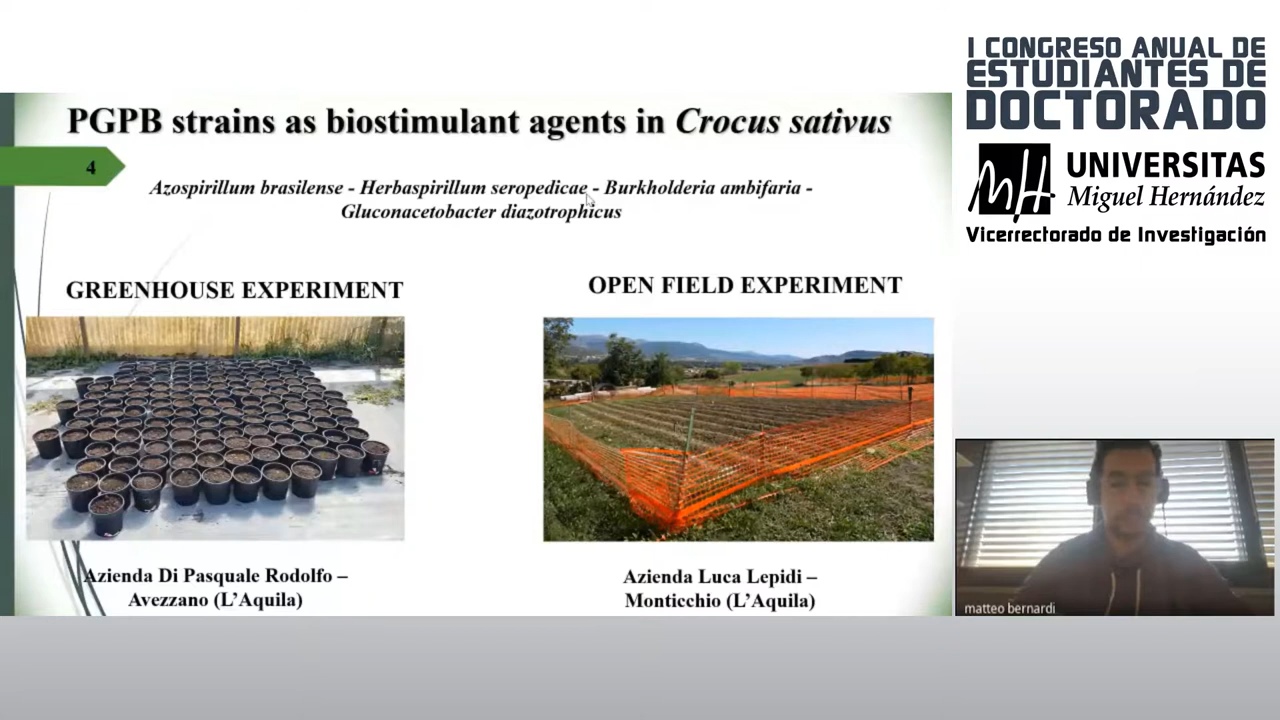 I CONGRESO ANUAL DE
ESTUDIANTES DE
DOCTORADO
UNIVERSITAS
Miguel Hernández
Vicerrectorado de Investigación
PGPB strains as biostimulant agents in Crocus sativus
4
Azospirillum brasilense - Herbaspirillum seropedicae - Burkholderia ambifaria -
Gluconacetobacter diazotrophicus
GREENHOUSE EXPERIMENT
OPEN FIELD EXPERIMENT
Azienda Di Pasquale Rodolfo –
Avezzano (L’Aquila)
Azienda Luca Lepidi –
Monticchio (L’Aquila)
matteo bernardi